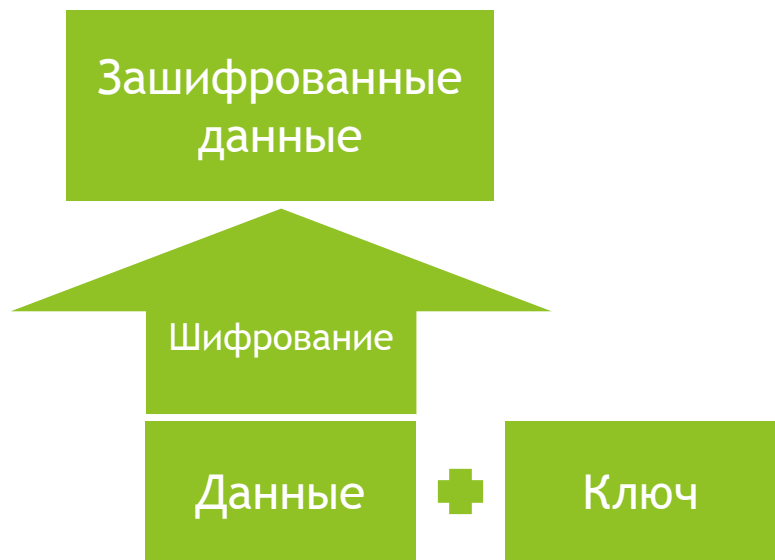 Зашифрованные
данные
Шифрование
Данные
Ключ